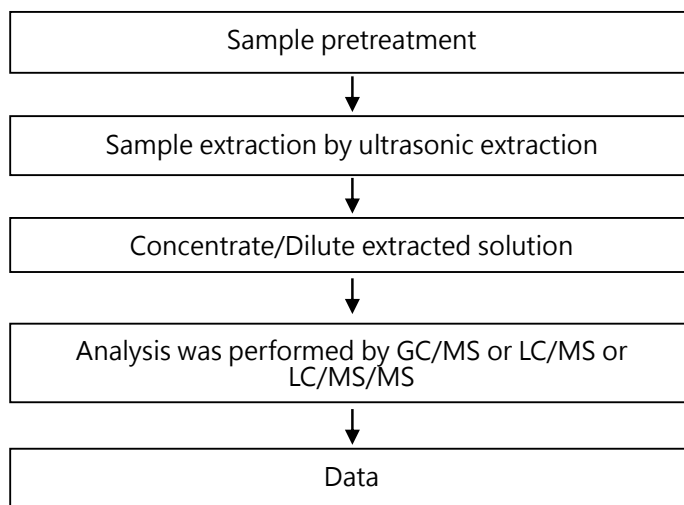 Sample pretreatment
Sample extraction by ultrasonic extraction
Concentrate/Dilute extracted solution
Analysis was performed by GC/MS or LC/MS or
LC/MS/MS
Data